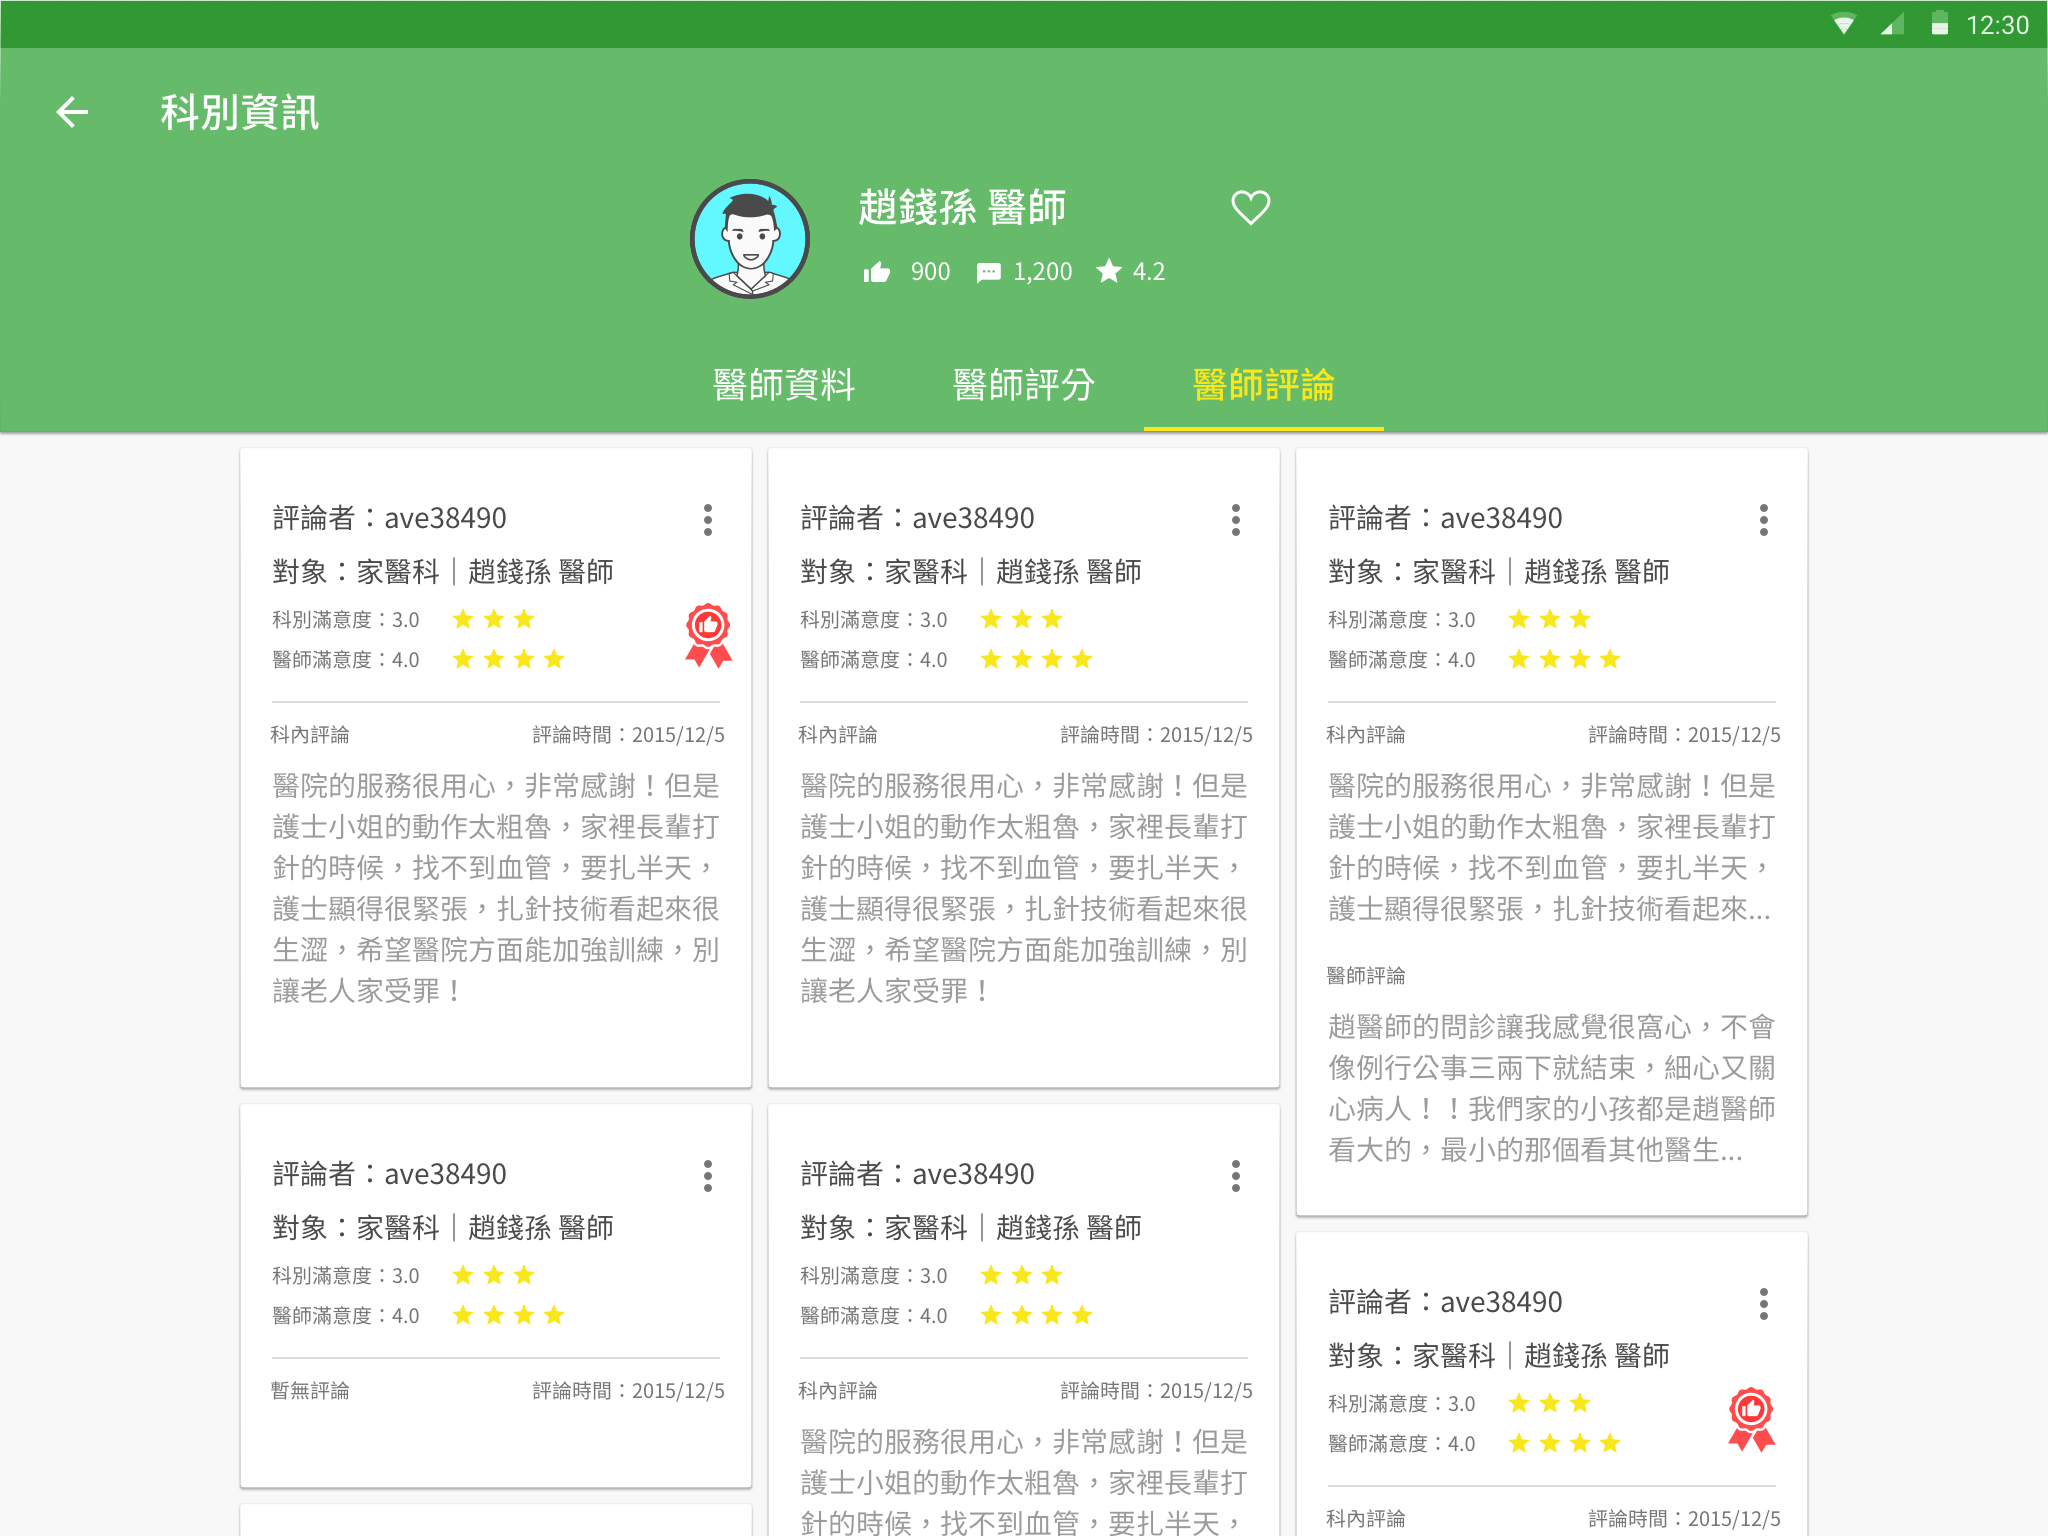 12:30
科別資訊
趙錢孫 醫師
900 1,200 4.2
醫師資料 醫師評分 醫師評論
評論者：ave38490
對象：家醫科｜趙錢孫 醫師
科別滿意度：3.0
醫師滿意度：4.0
科內評論 評論時間：2015/12/5
醫院的服務很用心，非常感謝！但是
護士小姐的動作太粗魯，家裡長輩打
針的時候，找不到血管，要扎半天，
護士顯得很緊張，扎針技術看起來很
生澀，希望醫院方面能加強訓練，別
讓老人家受罪！
評論者：ave38490
對象：家醫科｜趙錢孫 醫師
科別滿意度：3.0
醫師滿意度：4.0
科內評論 評論時間：2015/12/5
醫院的服務很用心，非常感謝！但是
護士小姐的動作太粗魯，家裡長輩打
針的時候，找不到血管，要扎半天，
護士顯得很緊張，扎針技術看起來很
生澀，希望醫院方面能加強訓練，別
讓老人家受罪！
評論者：ave38490
對象：家醫科｜趙錢孫 醫師
科別滿意度：3.0
醫師滿意度：4.0
科內評論 評論時間：2015/12/5
醫院的服務很用心，非常感謝！但是
護士小姐的動作太粗魯，家裡長輩打
針的時候，找不到血管，要扎半天，
護士顯得很緊張，扎針技術看起來...
醫師評論
趙醫師的問診讓我感覺很窩心，不會
像例行公事三兩下就結束，細心又關
心病人！！我們家的小孩都是趙醫師
看大的，最小的那個看其他醫生...
評論者：ave38490
對象：家醫科｜趙錢孫 醫師
科別滿意度：3.0
醫師滿意度：4.0
暫無評論 評論時間：2015/12/5
評論者：ave38490
對象：家醫科｜趙錢孫 醫師
科別滿意度：3.0
醫師滿意度：4.0
科內評論 評論時間：2015/12/5
醫院的服務很用心，非常感謝！但是
護士小姐的動作太粗魯，家裡長輩打
針的時候，找不到血管，要扎半天，
評論者：ave38490
對象：家醫科｜趙錢孫 醫師
科別滿意度：3.0
醫師滿意度：4.0
科內評論 評論時間：2015/12/5